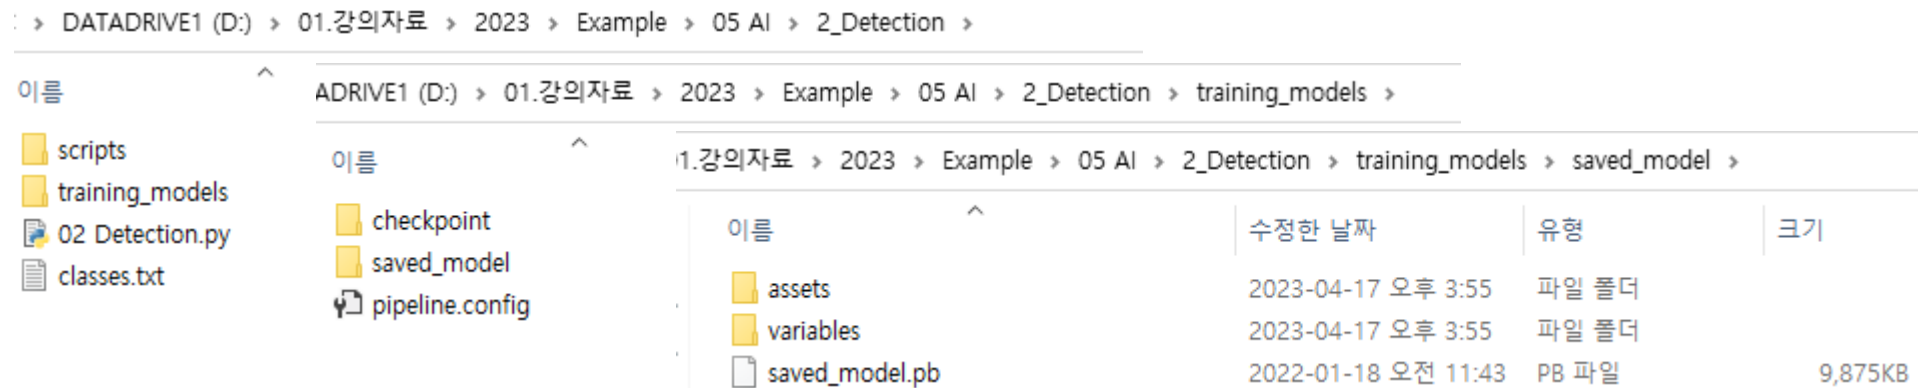 > DATADRIVE1 (D:) > 01.강의자료 > 2023 > Example > 05 AI > 2_Detection >
이름
scripts
training_models
02 Detection.py
classes.txt
ADRIVE1 (D:) > 01.강의자료 > 2023 > Example > 05 AI > 2_Detection > training_models >
이름
checkpoint
saved_model
pipeline.config
1.강의자료 > 2023 > Example > 05 AI > 2_Detection > training_models > saved_model >
이름 수정한 날짜 유형 크기
assets 2023-04-17 오후 3:55 파일 폴더
variables 2023-04-17 오후 3:55 파일 폴더
saved_model.pb 2022-01-18 오전 11:43 PB 파일 9,875KB